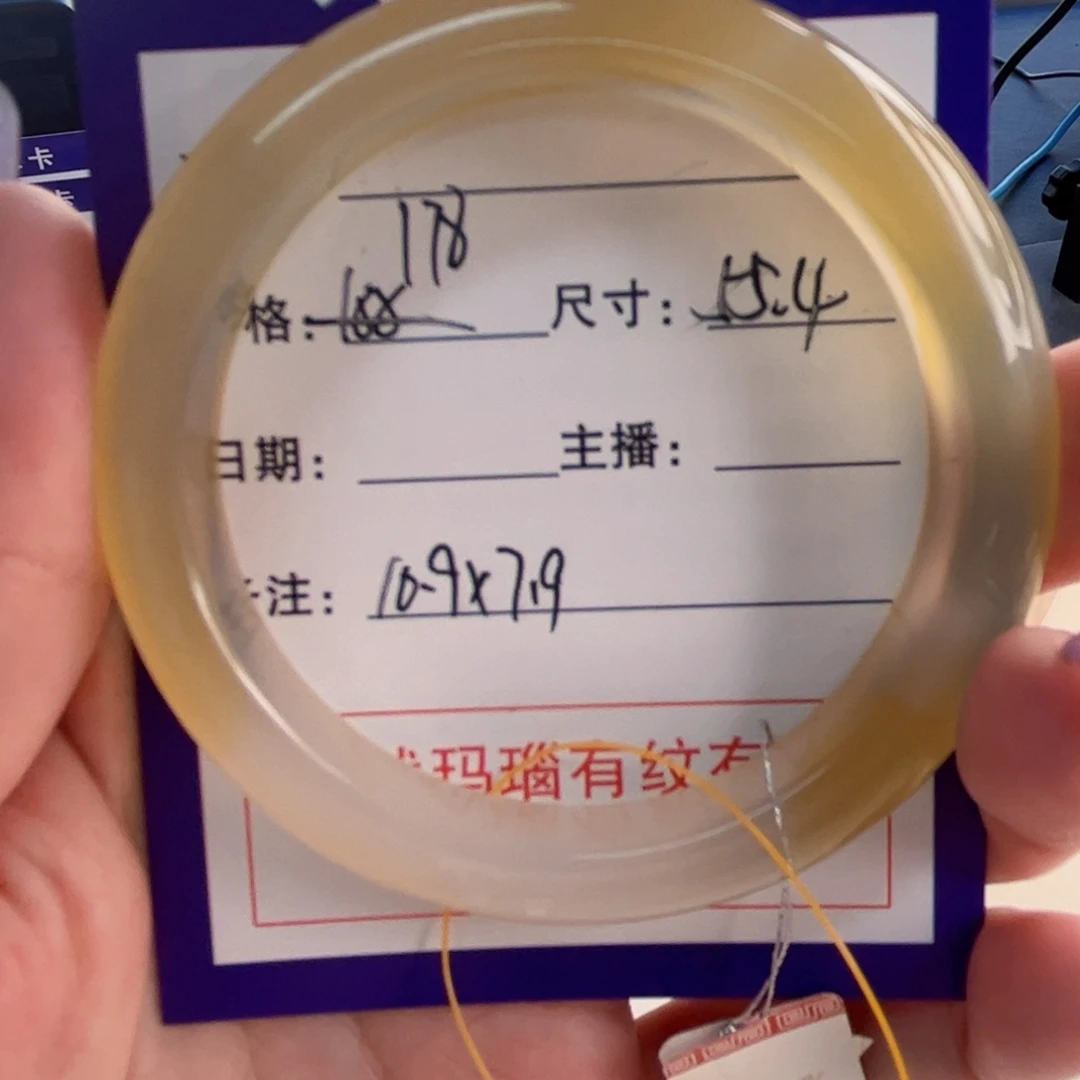 卡
178
格: 168 尺寸: 55.4
日期: 主播:
注: 10.9x7.9
玛瑙有纹